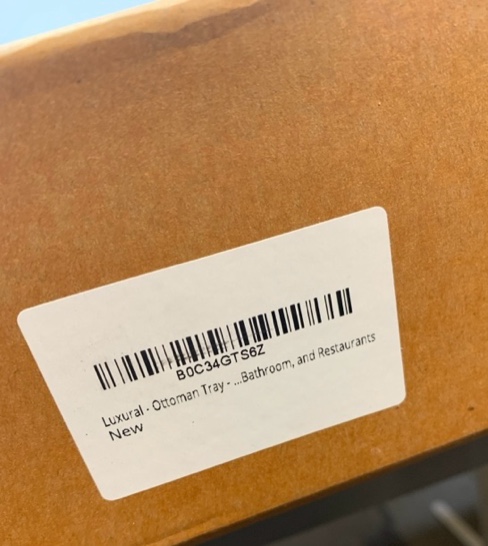 B0C34GTS6Z
Luxural - Ottoman Tray - ...Bathroom, and Restaurants
New